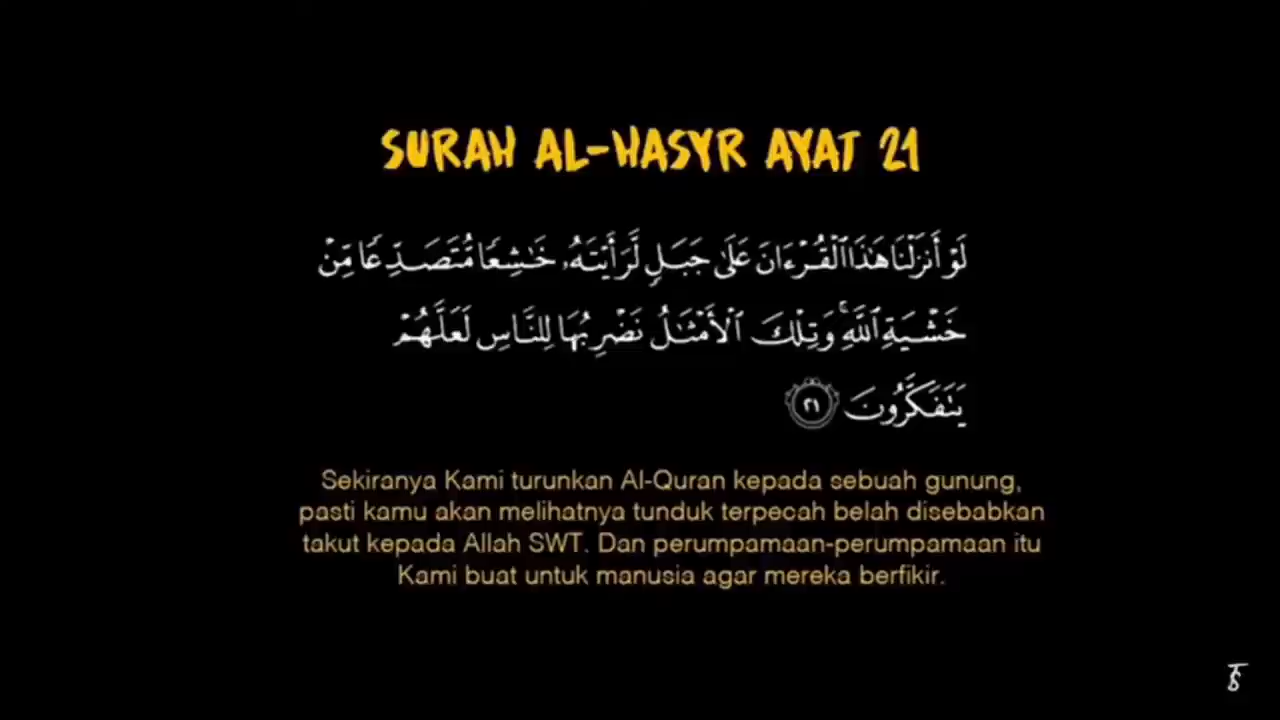 SURAH AL-HASYR AYAT 21
لَوْ أَنزَلْنَا هَٰذَا ٱلْقُرْءَانَ عَلَىٰ جَبَلٍ لَّرَأَيْتَهُۥ خَٰشِعًا مُّتَصَدِّعًا مِّنْ
خَشْيَةِ ٱللَّهِ ۚ وَتِلْكَ ٱلْأَمْثَٰلُ نَضْرِبُهَا لِلنَّاسِ لَعَلَّهُمْ
يَتَفَكَّرُونَ ٢١
Sekiranya Kami turunkan Al-Quran kepada sebuah gunung,
pasti kamu akan melihatnya tunduk terpecah belah disebabkan
takut kepada Allah SWT. Dan perumpamaan-perumpamaan itu
Kami buat untuk manusia agar mereka berfikir.